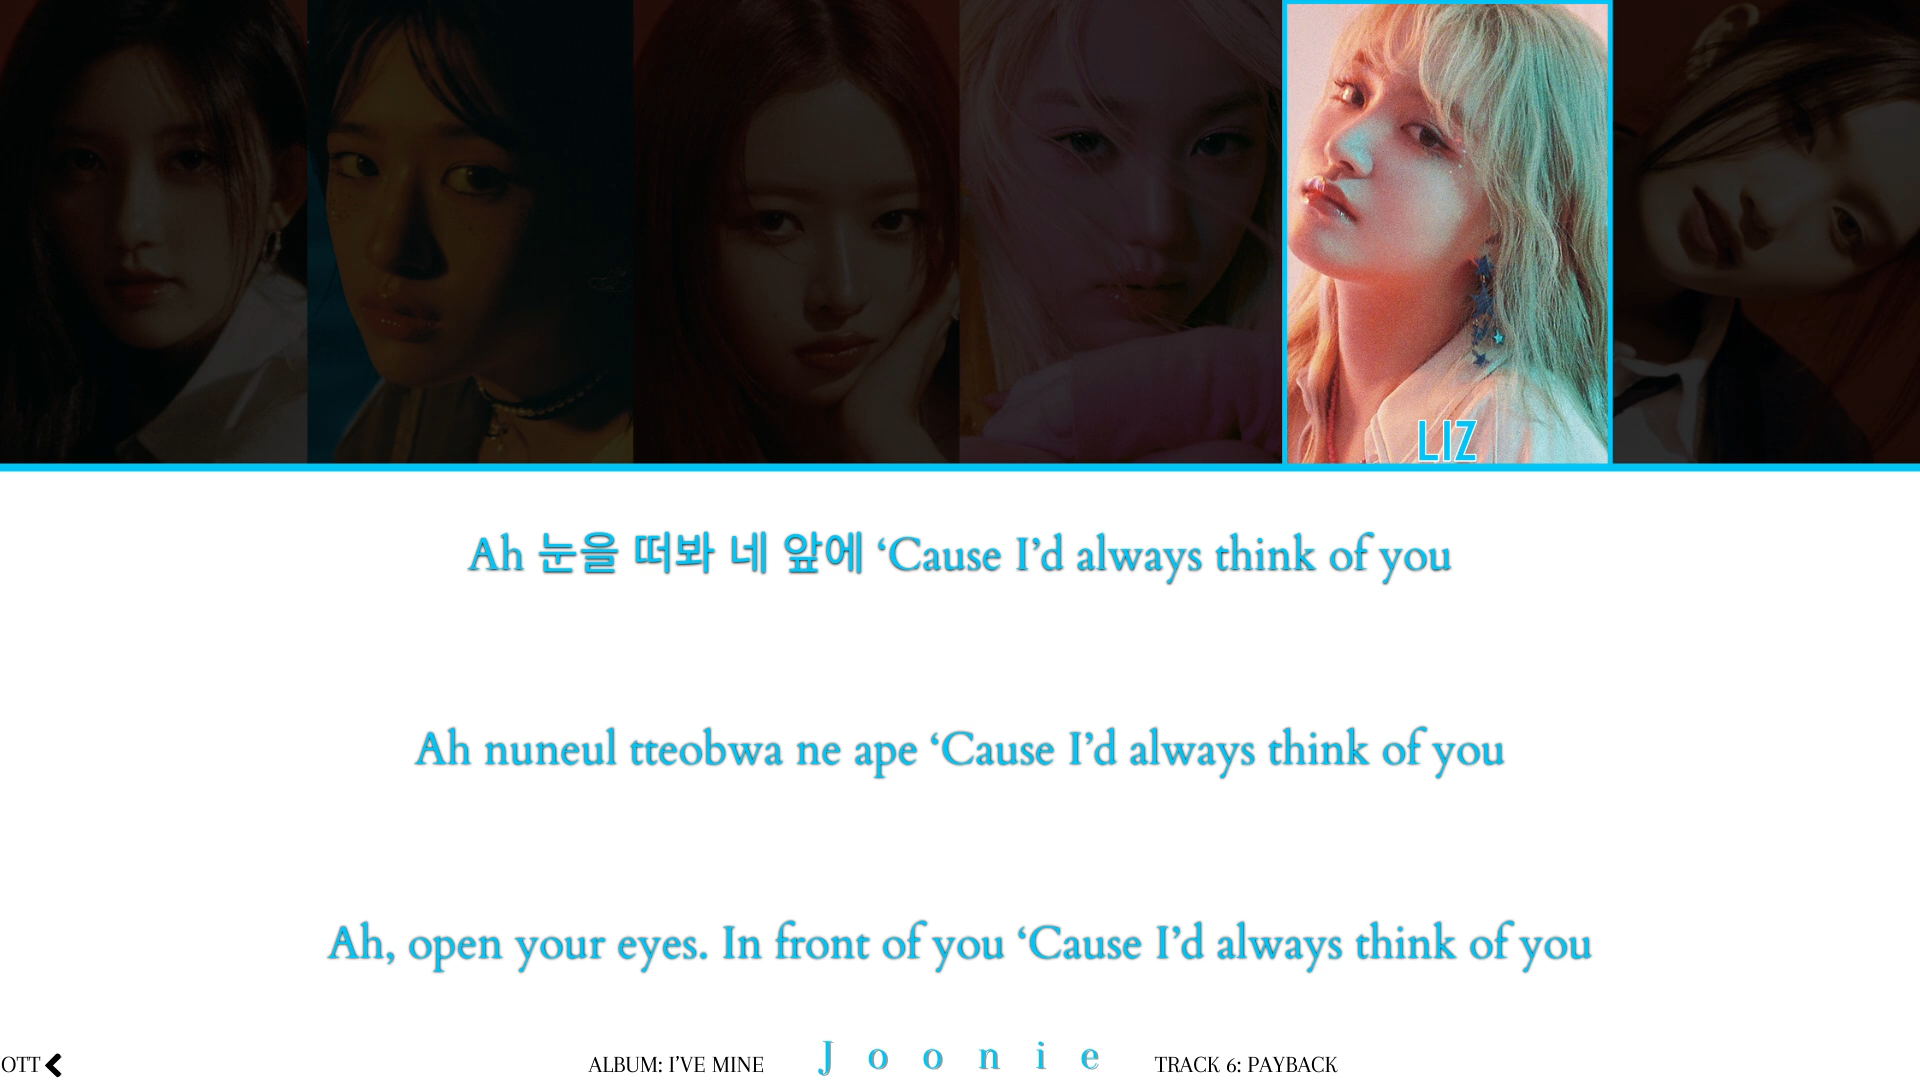 LIZ
Ah 눈을 떠봐 네 앞에 ‘Cause I’d always think of you
Ah nuneul tteobwa ne ape ‘Cause I’d always think of you
Ah, open your eyes. In front of you ‘Cause I’d always think of you
OTT
ALBUM: I’VE MINE
Joonie
TRACK 6: PAYBACK